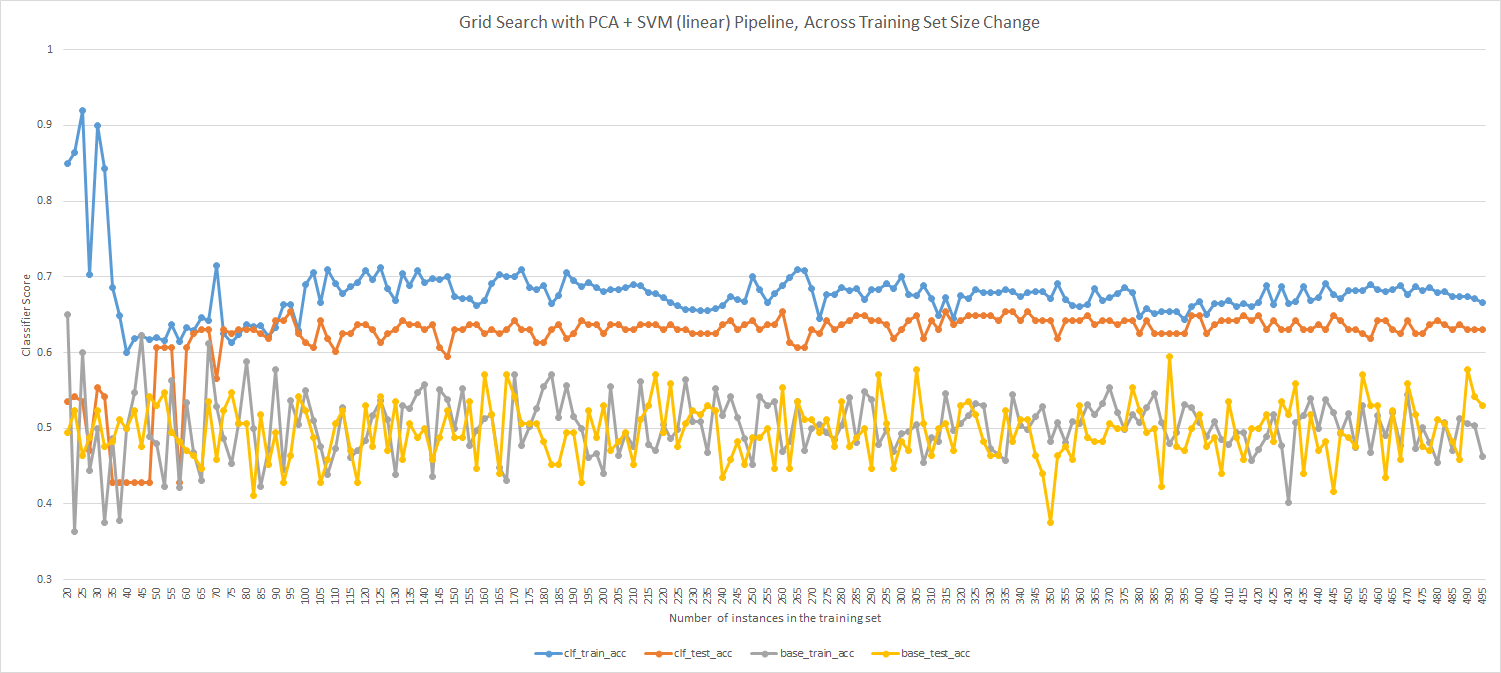 Grid Search with PCA + SVM (linear) Pipeline, Across Training Set Size Change
1
0.9
0.8
0.7
0.6
0.5
0.4
0.3
Classifier Score
20 25 30 35 40 45 50 55 60 65 70 75 80 85 90 95 100 105 110 115 120 125 130 135 140 145 150 155 160 165 170 175 180 185 190 195 200 205 210 215 220 225 230 235 240 245 250 255 260 265 270 275 280 285 290 295 300 305 310 315 320 325 330 335 340 345 350 355 360 365 370 375 380 385 390 395 400 405 410 415 420 425 430 435 440 445 450 455 460 465 470 475 480 485 490 495
Number of instances in the training set
clf_train_acc clf_test_acc base_train_acc base_test_acc